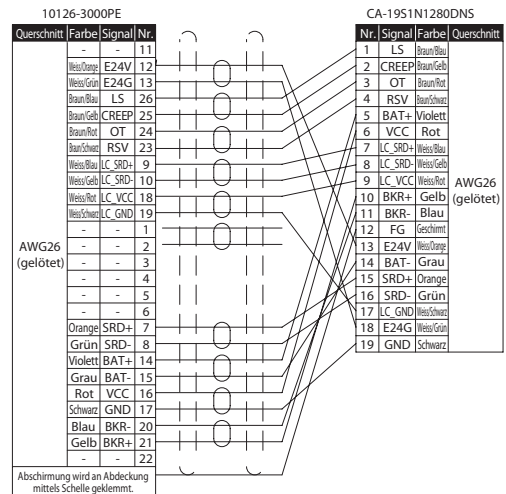 10126-3000PE
Querschnitt Farbe Signal Nr.
- - 11
Weiss/Orange E24V 12
Weiss/Grün E24G 13
Braun/Blau LS 26
Braun/Gelb CREEP 25
Braun/Rot OT 24
Braun/Schwarz RSV 23
Weiss/Blau LC_SRD+ 9
Weiss/Gelb LC_SRD- 10
Weiss/Rot LC_VCC 18
Weiss/Schwarz LC_GND 19
- - 1
- - 2
- - 3
- - 4
- - 5
- - 6
Orange SRD+ 7
Grün SRD- 8
Violett BAT+ 14
Grau BAT- 15
Rot VCC 16
Schwarz GND 17
Blau BKR- 20
Gelb BKR+ 21
- - 22
AWG26
(gelötet)
Abschirmung wird an Abdeckung
mittels Schelle geklemmt.
CA-19S1N1280DNS
Nr. Signal Farbe Querschnitt
1 LS Braun/Blau
2 CREEP Braun/Gelb
3 OT Braun/Rot
4 RSV Braun/Schwarz
5 BAT+ Violett
6 VCC Rot
7 LC_SRD+ Weiss/Blau
8 LC_SRD- Weiss/Gelb
9 LC_VCC Weiss/Rot
10 BKR+ Gelb
11 BKR- Blau
12 FG Geschirmt
13 E24V Weiss/Orange
14 BAT- Grau
15 SRD+ Orange
16 SRD- Grün
17 LC_GND Weiss/Schwarz
18 E24G Weiss/Grün
19 GND Schwarz
AWG26
(gelötet)